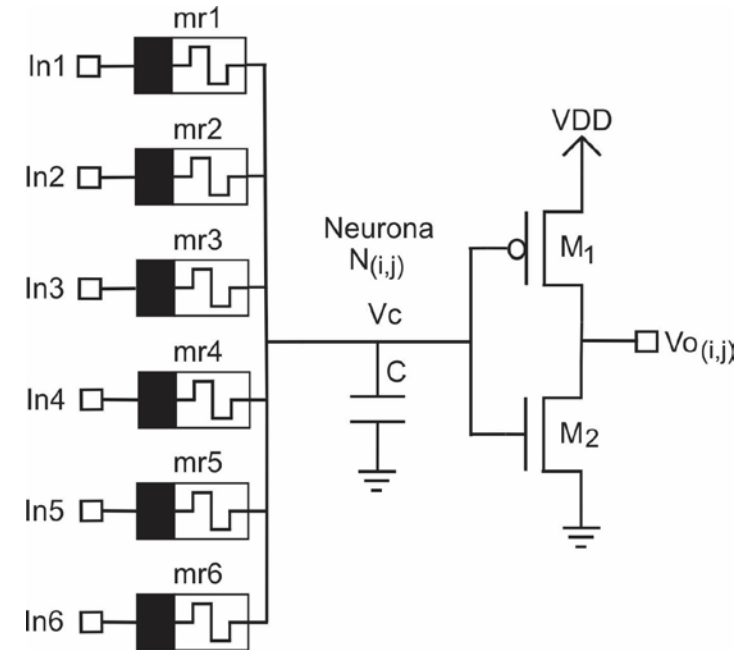 mr1
In1
mr2
In2
mr3
In3
mr4
In4
mr5
In5
mr6
In6
Neurona
N(i,j)
Vc
C
VDD
M1
M2
Vo(i,j)